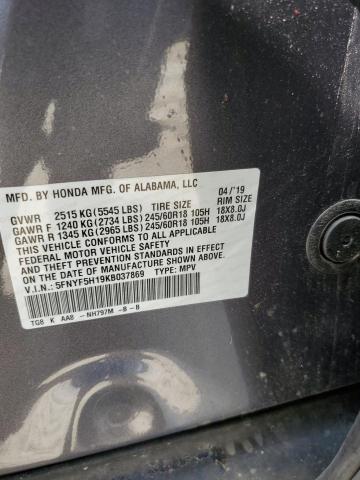 MFD. BY HONDA MFG. OF ALABAMA, LLC 04/'19
GVWR 2515 KG(5545 LBS) TIRE SIZE RIM SIZE
GAWR F 1240 KG(2734 LBS) 245/60R18 105H 18X8.0J
GAWR R 1345 KG(2965 LBS) 245/60R18 105H 18X8.0J
THIS VEHICLE CONFORMS TO ALL APPLICABLE
FEDERAL MOTOR VEHICLE SAFETY
AND THEFT PREVENTION STANDARDS IN EFFECT ON
THE DATE OF MANUFACTURE SHOWN ABOVE.
V.I.N.: 5FNYF5H19KB037869 TYPE: MPV
TG8 K AA8 -NH797M -B-B